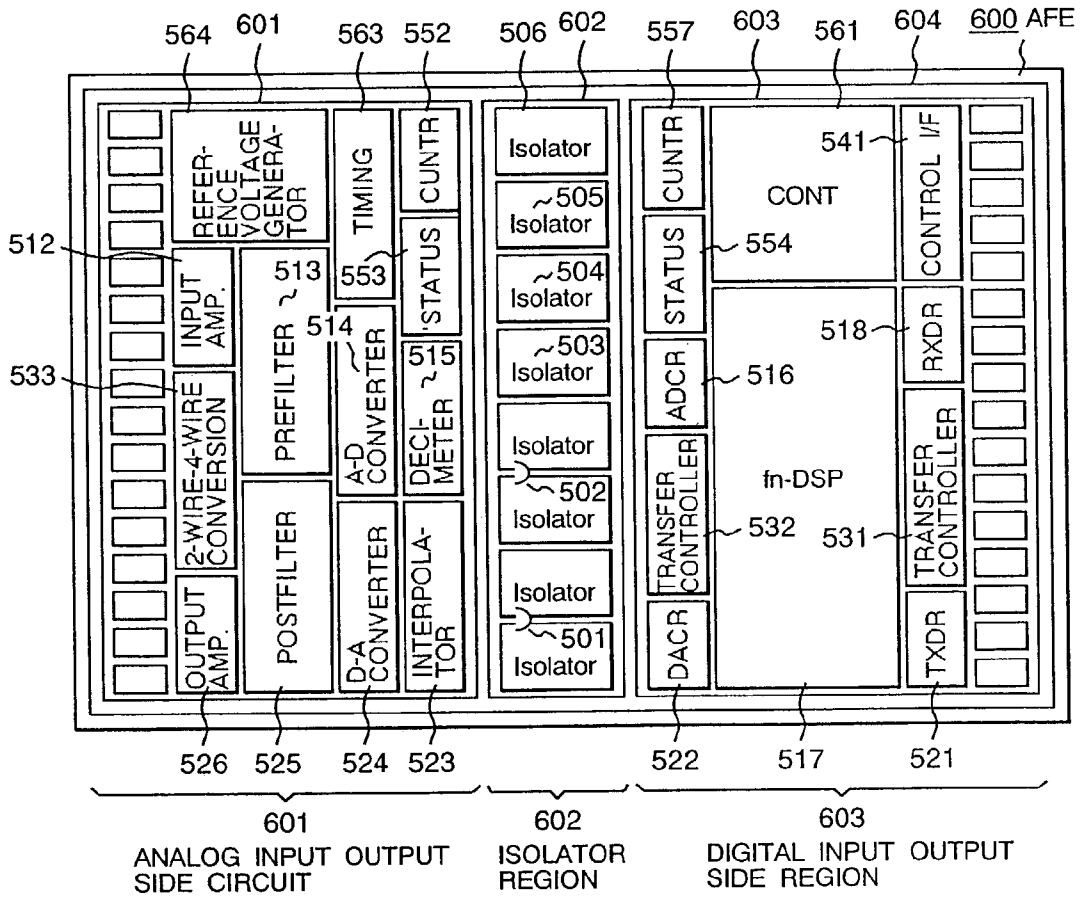 564
601
563
552
506
602
557
603
561
604
600 AFE
REFER-
ENCE
VOLTAGE
GENERA-
TOR
TIMING
CUNTR
Isolator
CUNTR
CONT
541
CONTROL I/F
512
553
'STATUS
505
Isolator
STATUS
554
INPUT
AMP.
513
PREFILTER
504
Isolator
514
A-D
CONVERTER
515
DECI-
METER
503
Isolator
518
RXDR
533
2-WIRE-4-WIRE
CONVERSION
ADCR
516
Isolator
502
Isolator
fn-DSP
TRANSFER
CONTROLLER
532
531
TRANSFER
CONTROLLER
POSTFILTER
D-A
CONVERTER
INTERPOLA-
TOR
Isolator
501
Isolator
OUTPUT
AMP.
DACR
TXDR
526
525
524
523
522
517
521
601
ANALOG INPUT OUTPUT
SIDE CIRCUIT
602
ISOLATOR
REGION
603
DIGITAL INPUT OUTPUT
SIDE REGION